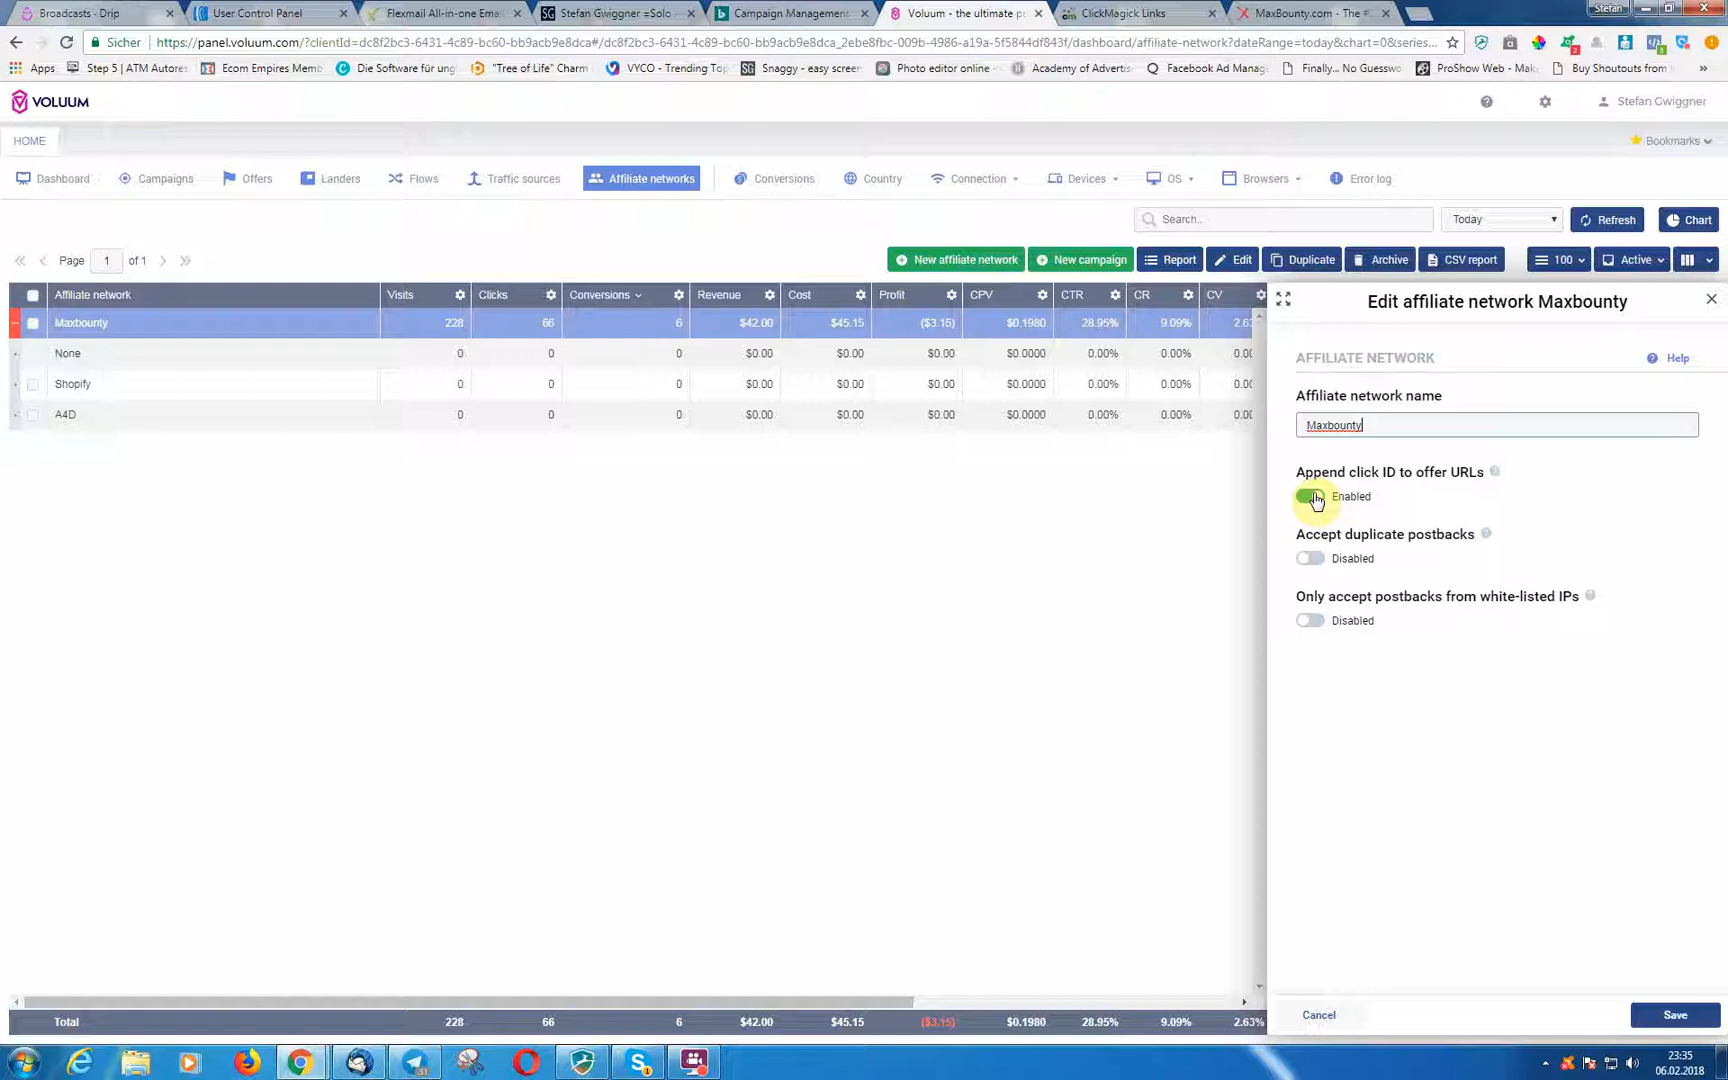 Broadcasts - Drip
User Control Panel
Flexmail All-in-one Emai
Stefan Gwiggner =Solo
Campaign Management
Voluum - the ultimate pe
ClickMagick Links
MaxBounty.com - The #
Stefan
Sicher https://panel.voluum.com/?clientId=dc8f2bc3-6431-4c89-bc60-bb9acb9e8dca#/dc8f2bc3-6431-4c89-bc60-bb9acb9e8dca_2ebe8fbc-009b-4986-a19a-5f5844df843f/dashboard/affiliate-network?dateRange=today&chart=0&series...
Apps
Step 5 | ATM Autores
Ecom Empires Memb
Die Software für ung
"Tree of Life" Charm
VYCO - Trending Top
Snaggy - easy screen
Photo editor online -
Academy of Advertis
Facebook Ad Manag
Finally... No Guesswo
ProShow Web - Mak
Buy Shoutouts from
VOLUUM
Stefan Gwiggner
HOME
Bookmarks
Dashboard
Campaigns
Offers
Landers
Flows
Traffic sources
Affiliate networks
Conversions
Country
Connection
Devices
OS
Browsers
Error log
Search..
Today
Refresh
Chart
Page 1 of 1
New affiliate network
New campaign
Report
Edit
Duplicate
Archive
CSV report
100
Active
Affiliate network Visits Clicks Conversions Revenue Cost Profit CPV CTR CR CV
Maxbounty 228 66 6 $42.00 $45.15 ($3.15) $0.1980 28.95% 9.09% 2.63
None 0 0 0 $0.00 $0.00 $0.00 $0.0000 0.00% 0.00% 0.00
Shopify 0 0 0 $0.00 $0.00 $0.00 $0.0000 0.00% 0.00% 0.00
A4D 0 0 0 $0.00 $0.00 $0.00 $0.0000 0.00% 0.00% 0.00
Edit affiliate network Maxbounty
AFFILIATE NETWORK
Help
Affiliate network name
Maxbounty
Append click ID to offer URLs
Enabled
Accept duplicate postbacks
Disabled
Only accept postbacks from white-listed IPs
Disabled
Cancel
Save
Total 228 66 6 $42.00 $45.15 ($3.15) $0.1980 28.95% 9.09% 2.63%
23:35
06.02.2018